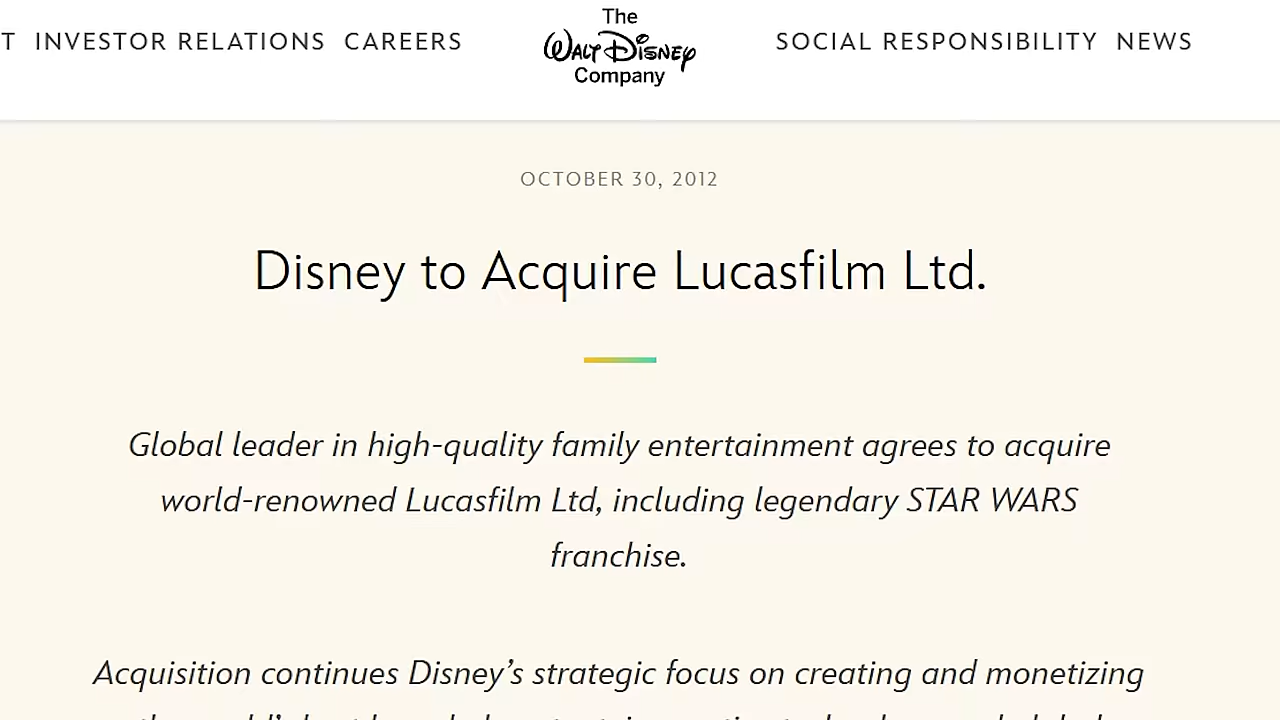 The
T INVESTOR RELATIONS CAREERS WALT DISNEY SOCIAL RESPONSIBILITY NEWS
Company
OCTOBER 30, 2012
Disney to Acquire Lucasfilm Ltd.
Global leader in high-quality family entertainment agrees to acquire
world-renowned Lucasfilm Ltd, including legendary STAR WARS
franchise.
Acquisition continues Disney’s strategic focus on creating and monetizing